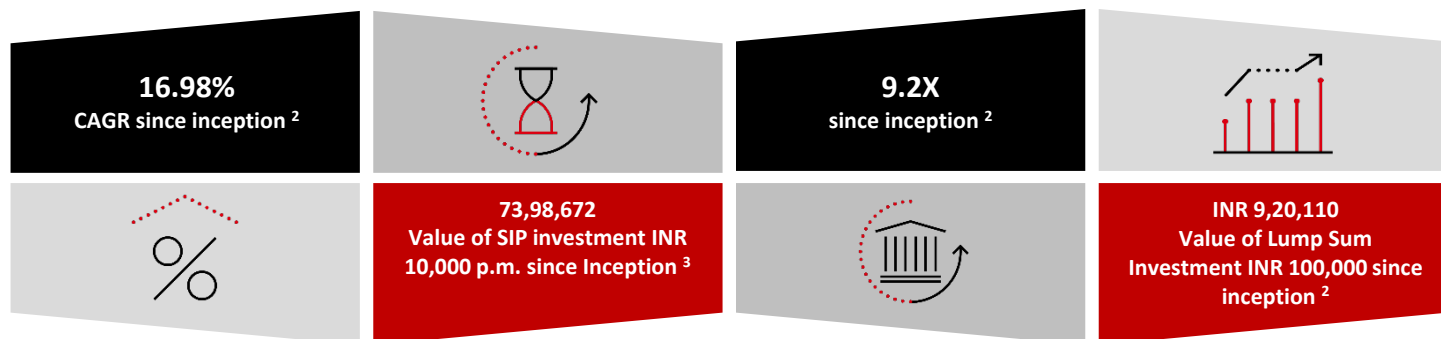 16.98%
CAGR since inception 2
9.2X
since inception 2
73,98,672
Value of SIP investment INR
10,000 p.m. since Inception 3
INR 9,20,110
Value of Lump Sum
Investment INR 100,000 since
inception 2